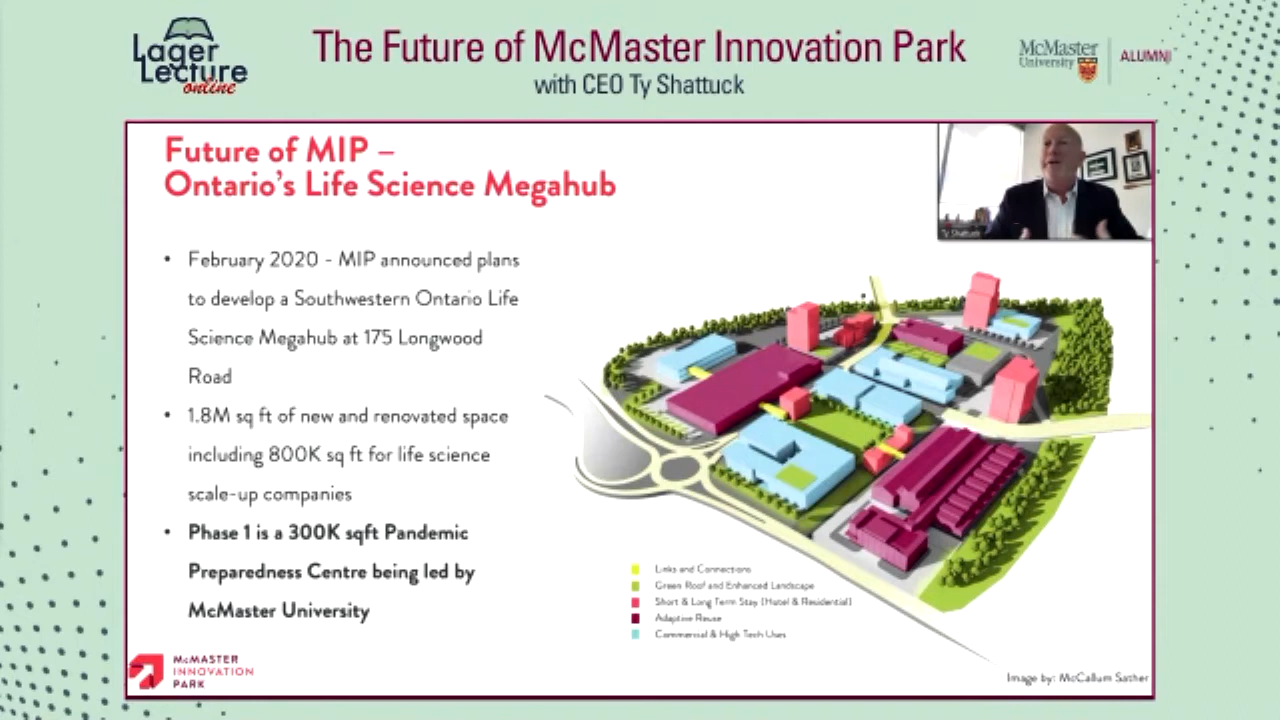 Lager
Lecture
online
The Future of McMaster Innovation Park
with CEO Ty Shattuck
McMaster
University
ALUMNI
Future of MIP –
Ontario's Life Science Megahub
Ty Shattuck
• February 2020 - MIP announced plans
to develop a Southwestern Ontario Life
Science Megahub at 175 Longwood
Road
• 1.8M sq ft of new and renovated space
including 800K sq ft for life science
scale-up companies
• Phase 1 is a 300K sqft Pandemic
Preparedness Centre being led by
McMaster University
Links and Connections
Green Roof and Enhanced Landscape
Short & Long Term Stay (Hotel & Residential)
Adaptive Reuse
Commercial & High Tech Uses
McMASTER
INNOVATION
PARK
Image by: McCallum Sather